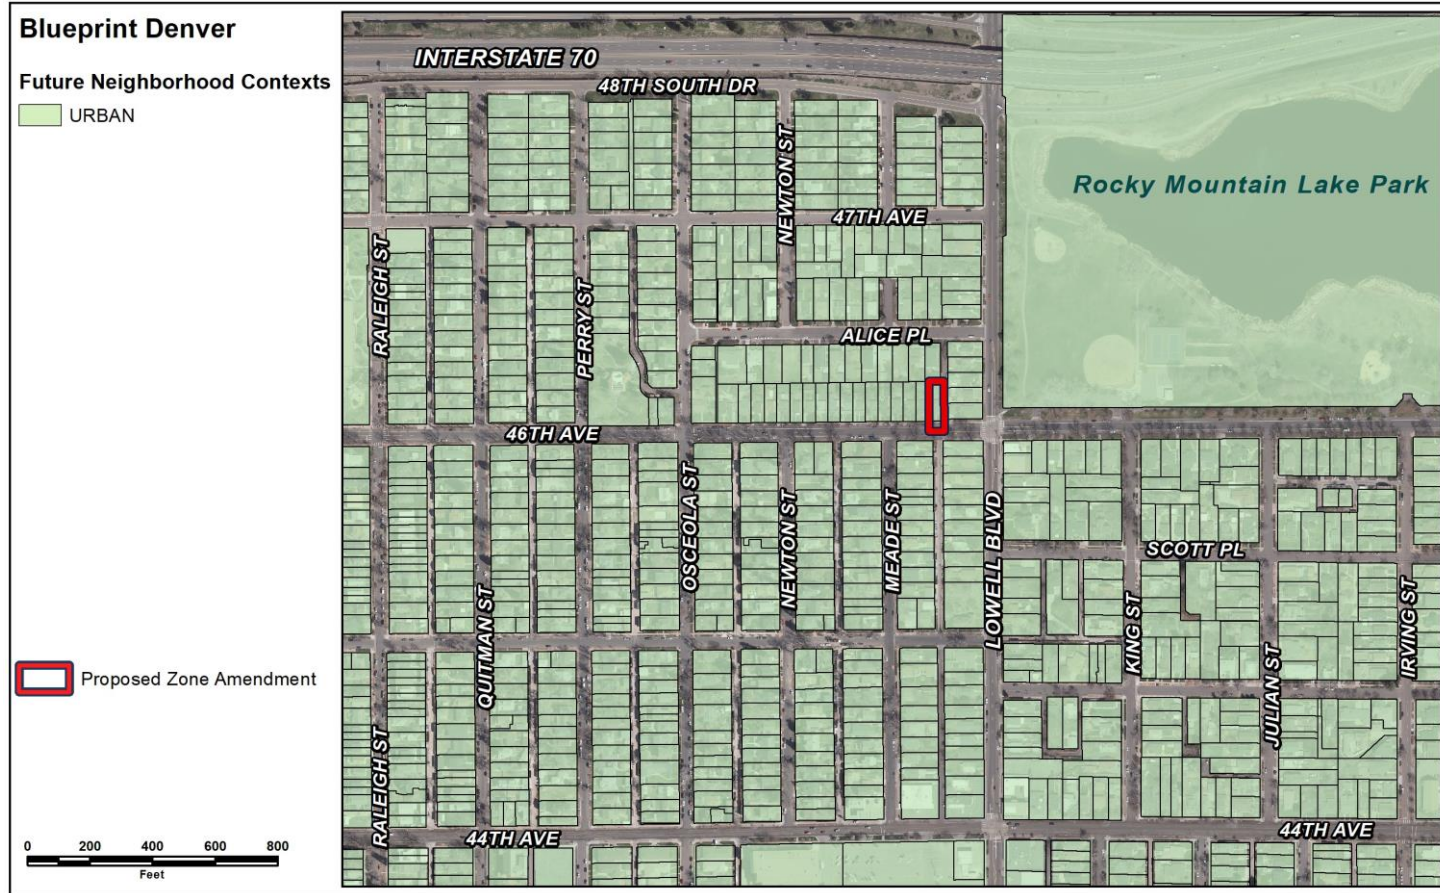 Blueprint Denver
Future Neighborhood Contexts
URBAN
Proposed Zone Amendment
0 200 400 600 800
Feet
INTERSTATE 70
48TH SOUTH DR
NEWTON ST
Rocky Mountain Lake Park
47TH AVE
RALEIGH ST
PERRY ST
ALICE PL
46TH AVE
OSCEOLA ST
NEWTON ST
MEADE ST
LOWELL BLVD
SCOTT PL
QUITMAN ST
KING ST
IRVING ST
JULIAN ST
RALEIGH ST
44TH AVE
44TH AVE